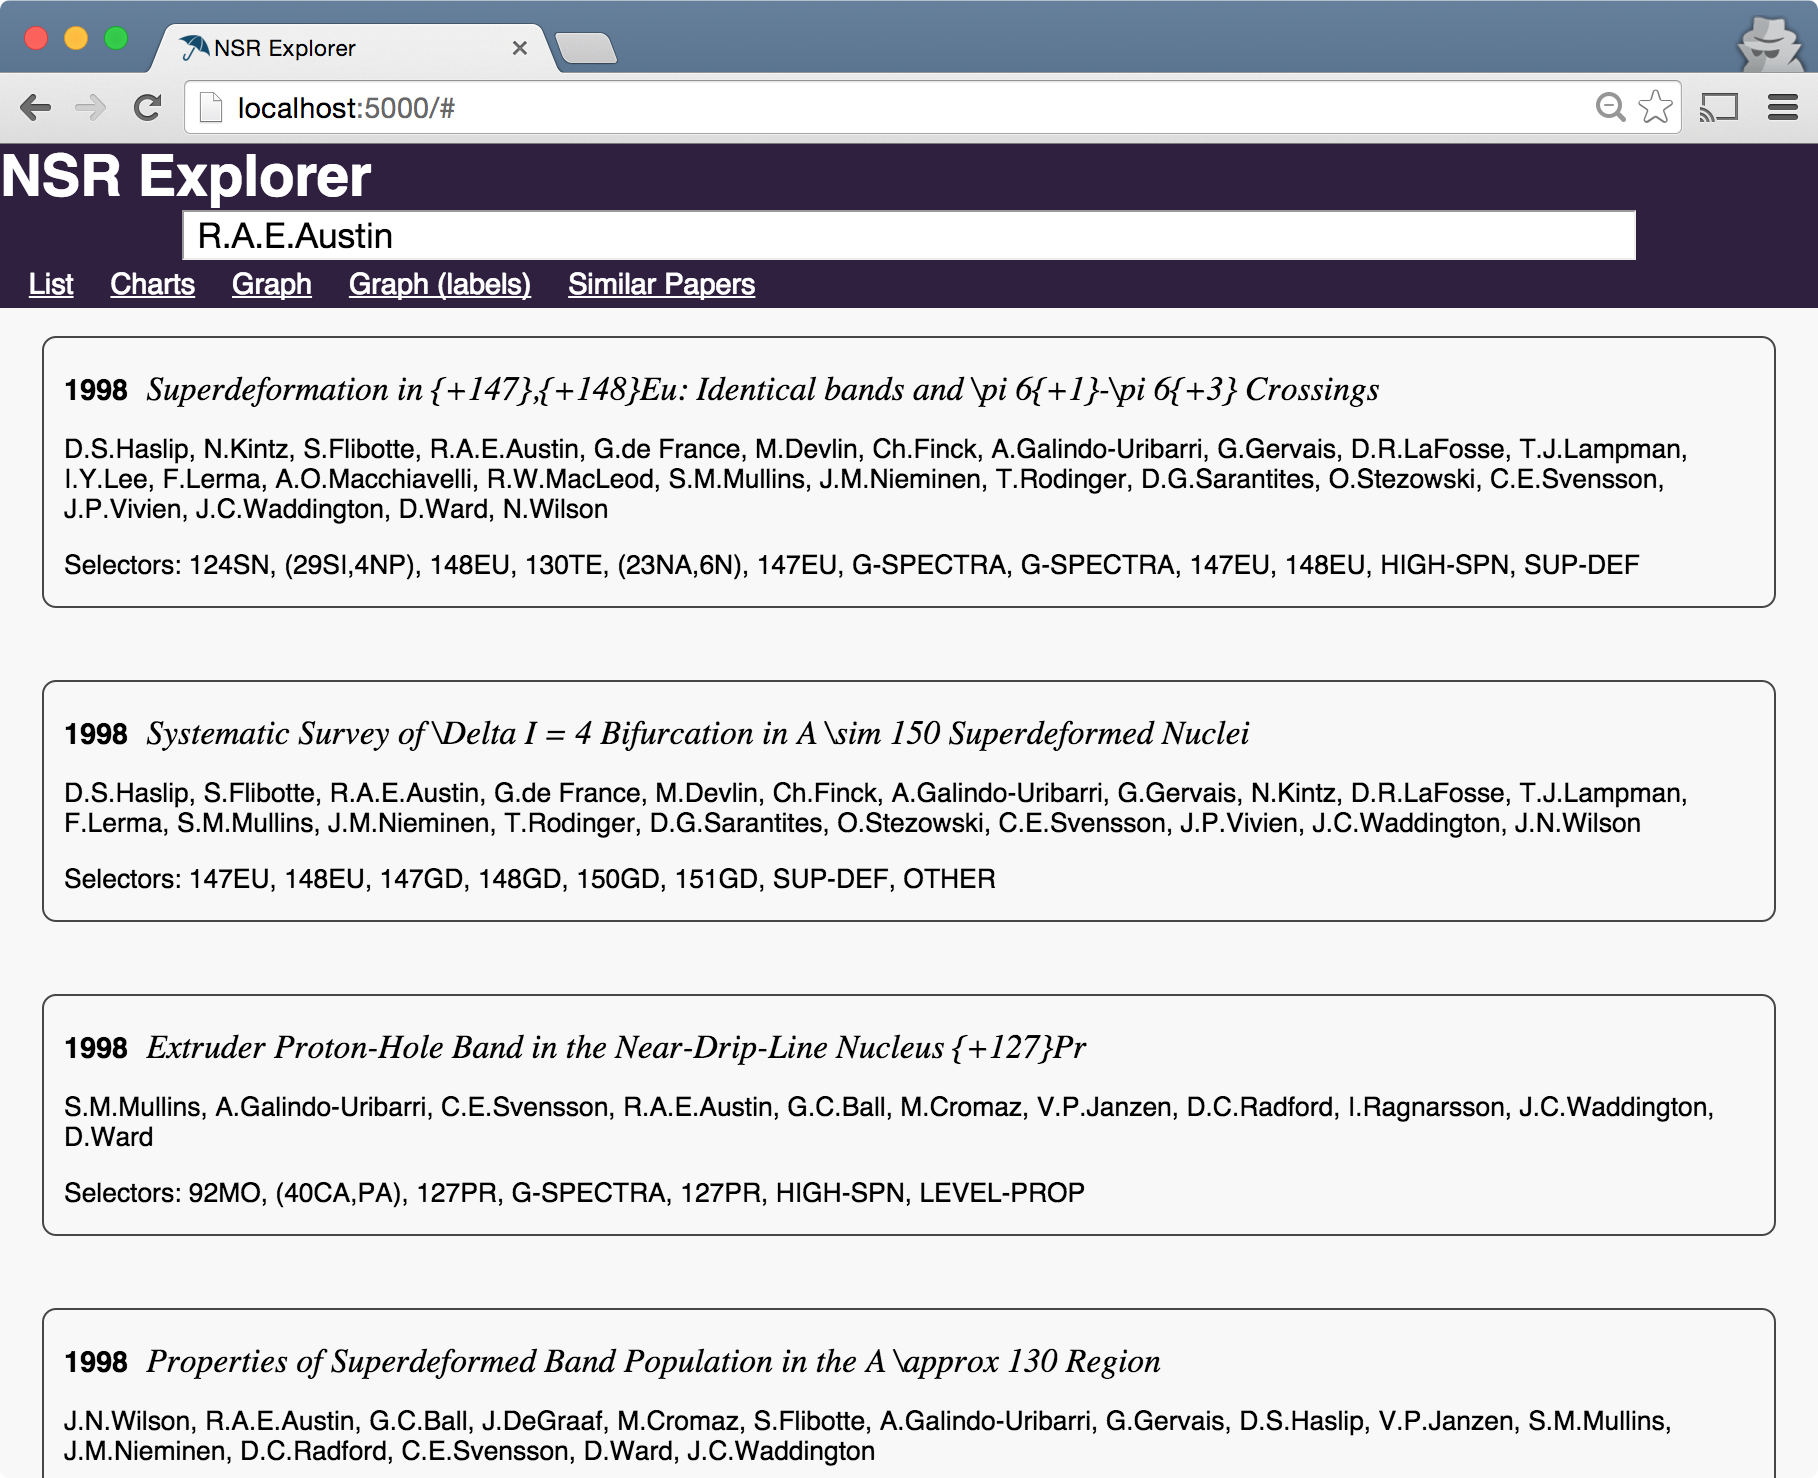 NSR Explorer
localhost:5000/#
NSR Explorer
R.A.E.Austin
List Charts Graph Graph (labels) Similar Papers
1998 Superdeformation in {+147},{+148}Eu: Identical bands and \pi 6{+1}-\pi 6{+3} Crossings
D.S.Haslip, N.Kintz, S.Flibotte, R.A.E.Austin, G.de France, M.Devlin, Ch.Finck, A.Galindo-Uribarri, G.Gervais, D.R.LaFosse, T.J.Lampman,
I.Y.Lee, F.Lerma, A.O.Macchiavelli, R.W.MacLeod, S.M.Mullins, J.M.Nieminen, T.Rodinger, D.G.Sarantites, O.Stezowski, C.E.Svensson,
J.P.Vivien, J.C.Waddington, D.Ward, N.Wilson
Selectors: 124SN, (29SI,4NP), 148EU, 130TE, (23NA,6N), 147EU, G-SPECTRA, G-SPECTRA, 147EU, 148EU, HIGH-SPN, SUP-DEF
1998 Systematic Survey of \Delta I = 4 Bifurcation in A \sim 150 Superdeformed Nuclei
D.S.Haslip, S.Flibotte, R.A.E.Austin, G.de France, M.Devlin, Ch.Finck, A.Galindo-Uribarri, G.Gervais, N.Kintz, D.R.LaFosse, T.J.Lampman,
F.Lerma, S.M.Mullins, J.M.Nieminen, T.Rodinger, D.G.Sarantites, O.Stezowski, C.E.Svensson, J.P.Vivien, J.C.Waddington, J.N.Wilson
Selectors: 147EU, 148EU, 147GD, 148GD, 150GD, 151GD, SUP-DEF, OTHER
1998 Extruder Proton-Hole Band in the Near-Drip-Line Nucleus {+127}Pr
S.M.Mullins, A.Galindo-Uribarri, C.E.Svensson, R.A.E.Austin, G.C.Ball, M.Cromaz, V.P.Janzen, D.C.Radford, I.Ragnarsson, J.C.Waddington,
D.Ward
Selectors: 92MO, (40CA,PA), 127PR, G-SPECTRA, 127PR, HIGH-SPN, LEVEL-PROP
1998 Properties of Superdeformed Band Population in the A \approx 130 Region
J.N.Wilson, R.A.E.Austin, G.C.Ball, J.DeGraaf, M.Cromaz, S.Flibotte, A.Galindo-Uribarri, G.Gervais, D.S.Haslip, V.P.Janzen, S.M.Mullins,
J.M.Nieminen, D.C.Radford, C.E.Svensson, D.Ward, J.C.Waddington